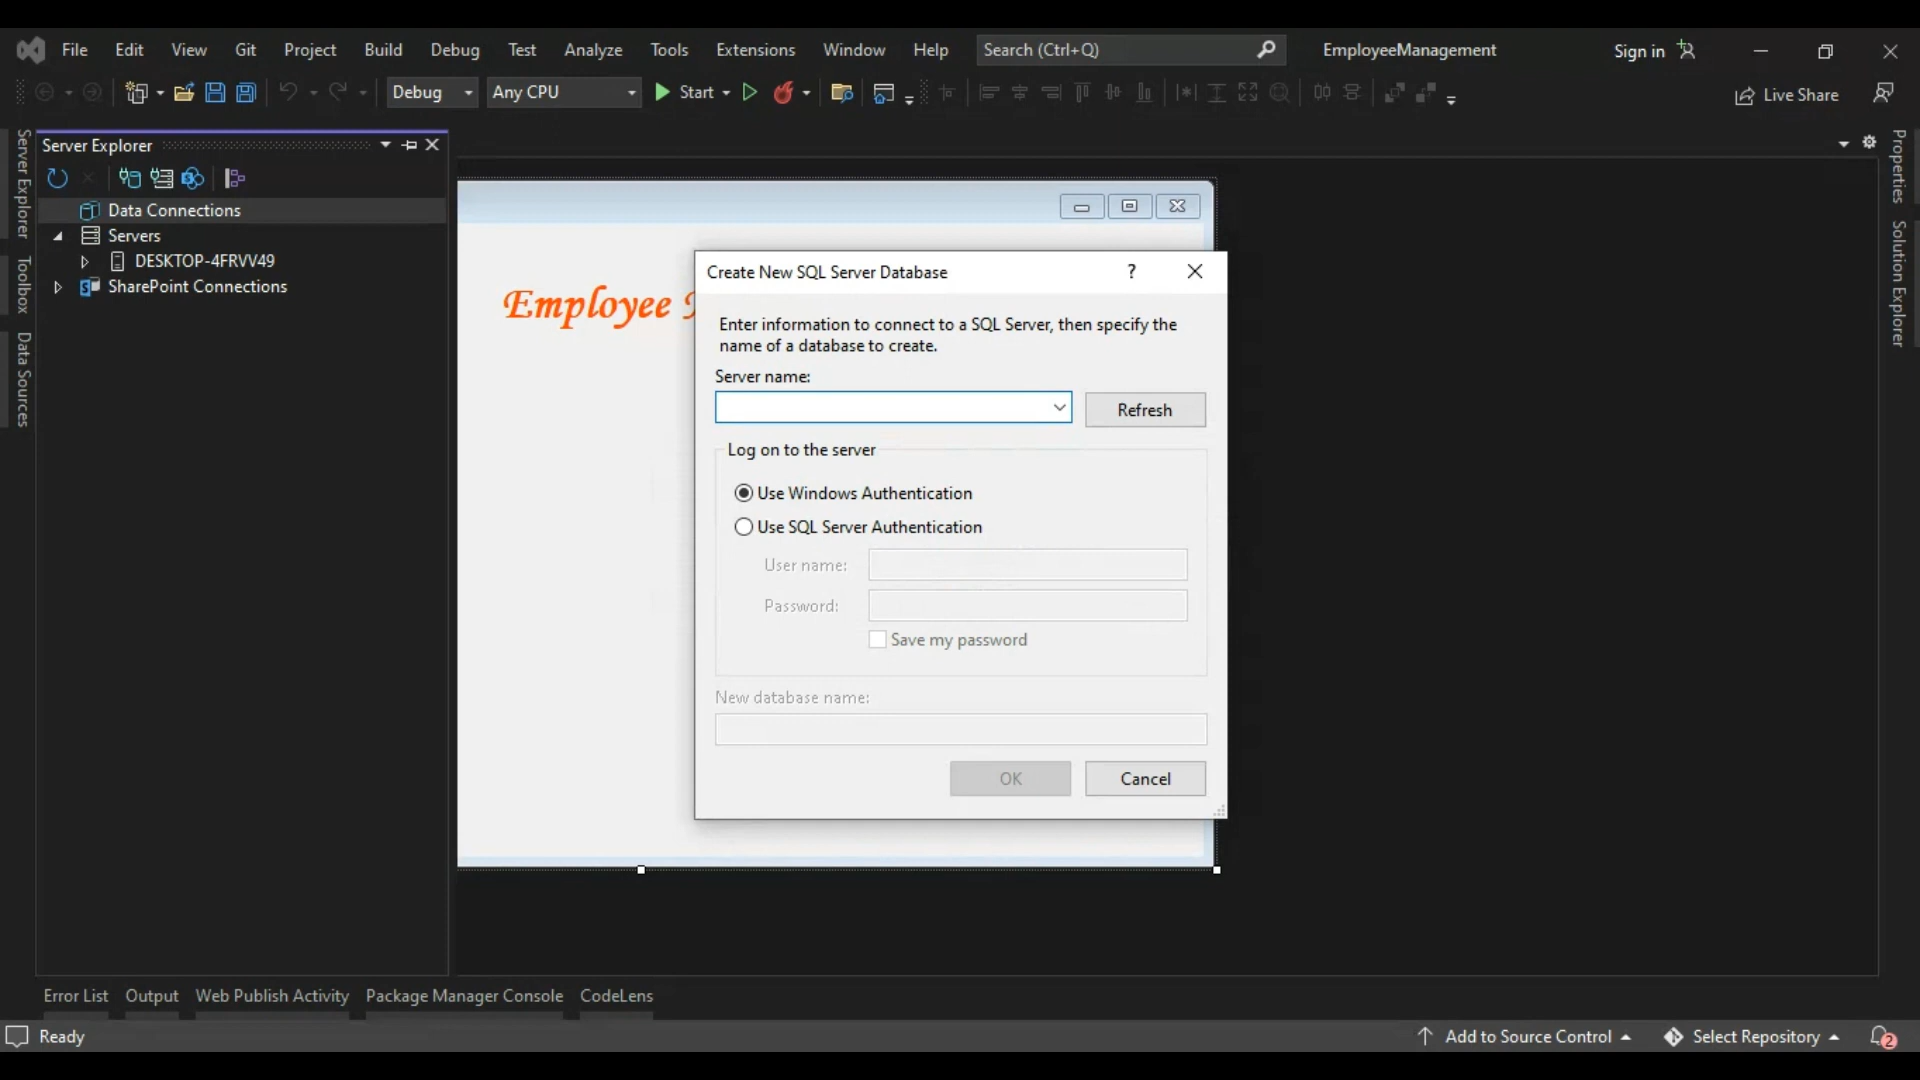 File Edit View Git Project Build Debug Test Analyze Tools Extensions Window Help Search (Ctrl+Q) EmployeeManagement Sign in
Debug Any CPU Start Live Share
Server Explorer
Toolbox
Data Sources
Server Explorer
Data Connections
Servers
DESKTOP-4FRVV49
SharePoint Connections
Employee
Create New SQL Server Database
?
Enter information to connect to a SQL Server, then specify the
name of a database to create.
Server name:
Refresh
Log on to the server
Use Windows Authentication
Use SQL Server Authentication
User name:
Password:
Save my password
New database name:
OK Cancel
Properties
Solution Explorer
Error List Output Web Publish Activity Package Manager Console CodeLens
Ready Add to Source Control Select Repository 2